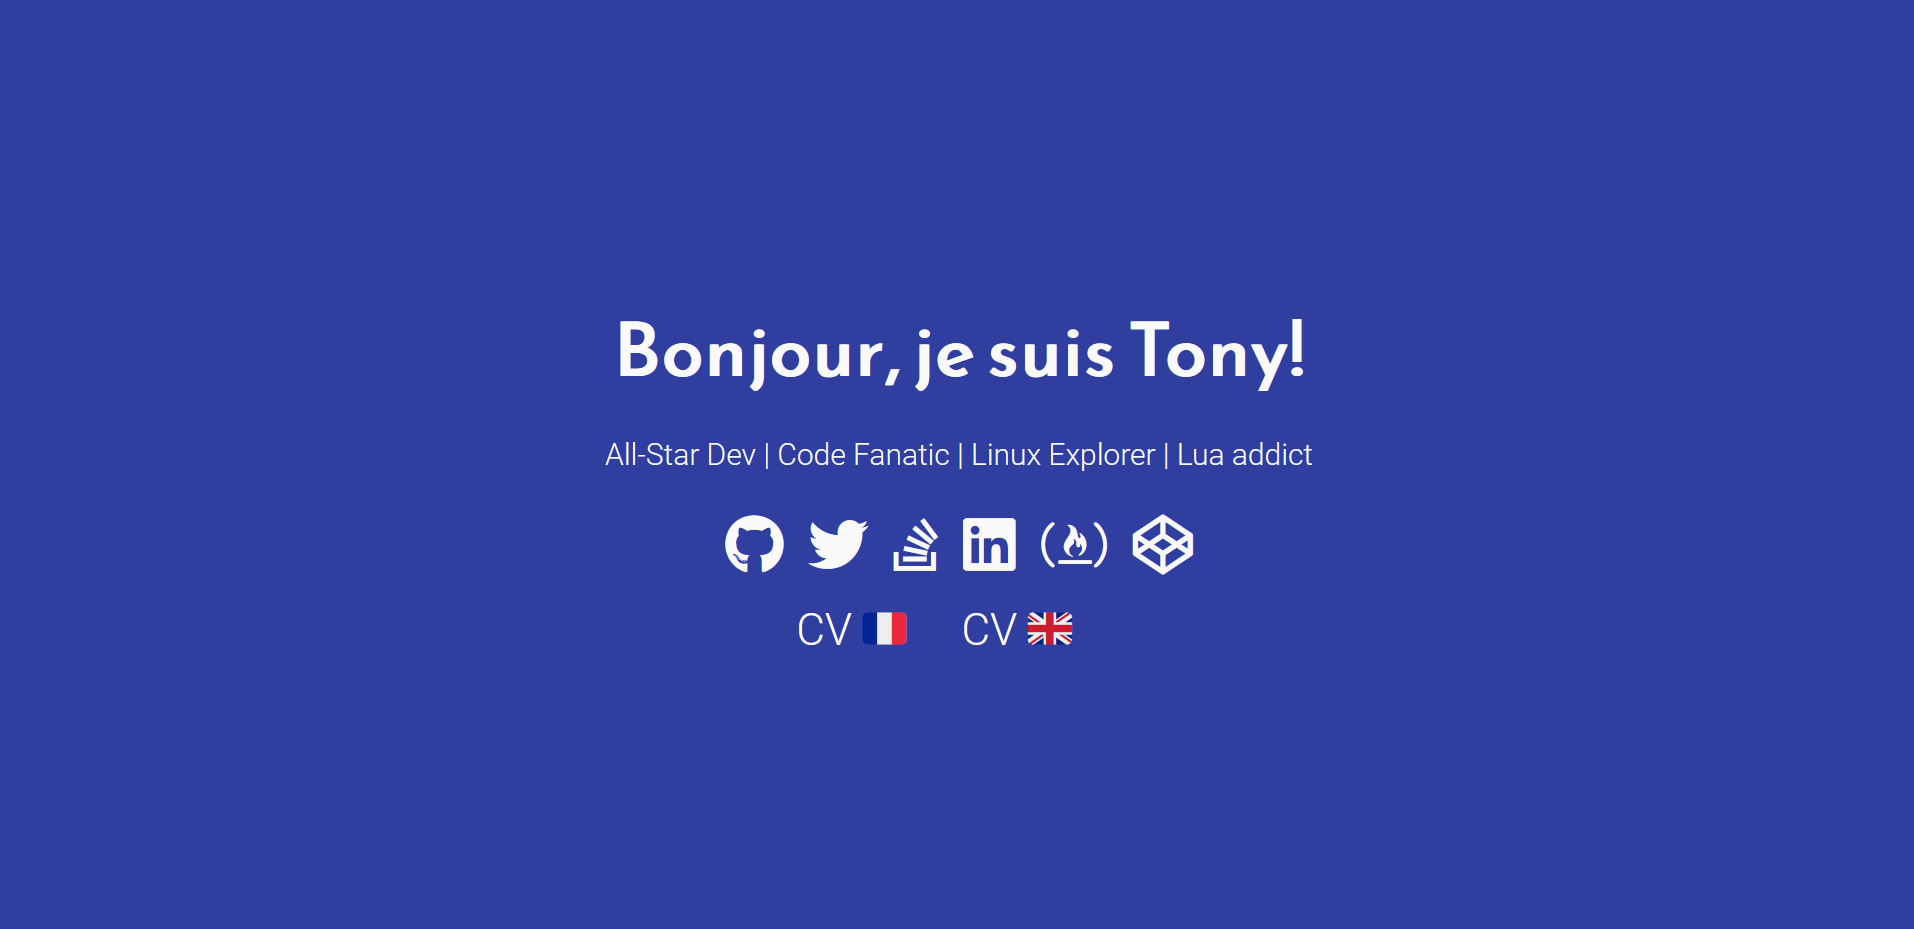 Bonjour, je suis Tony!
All-Star Dev | Code Fanatic | Linux Explorer | Lua addict
in
CV CV